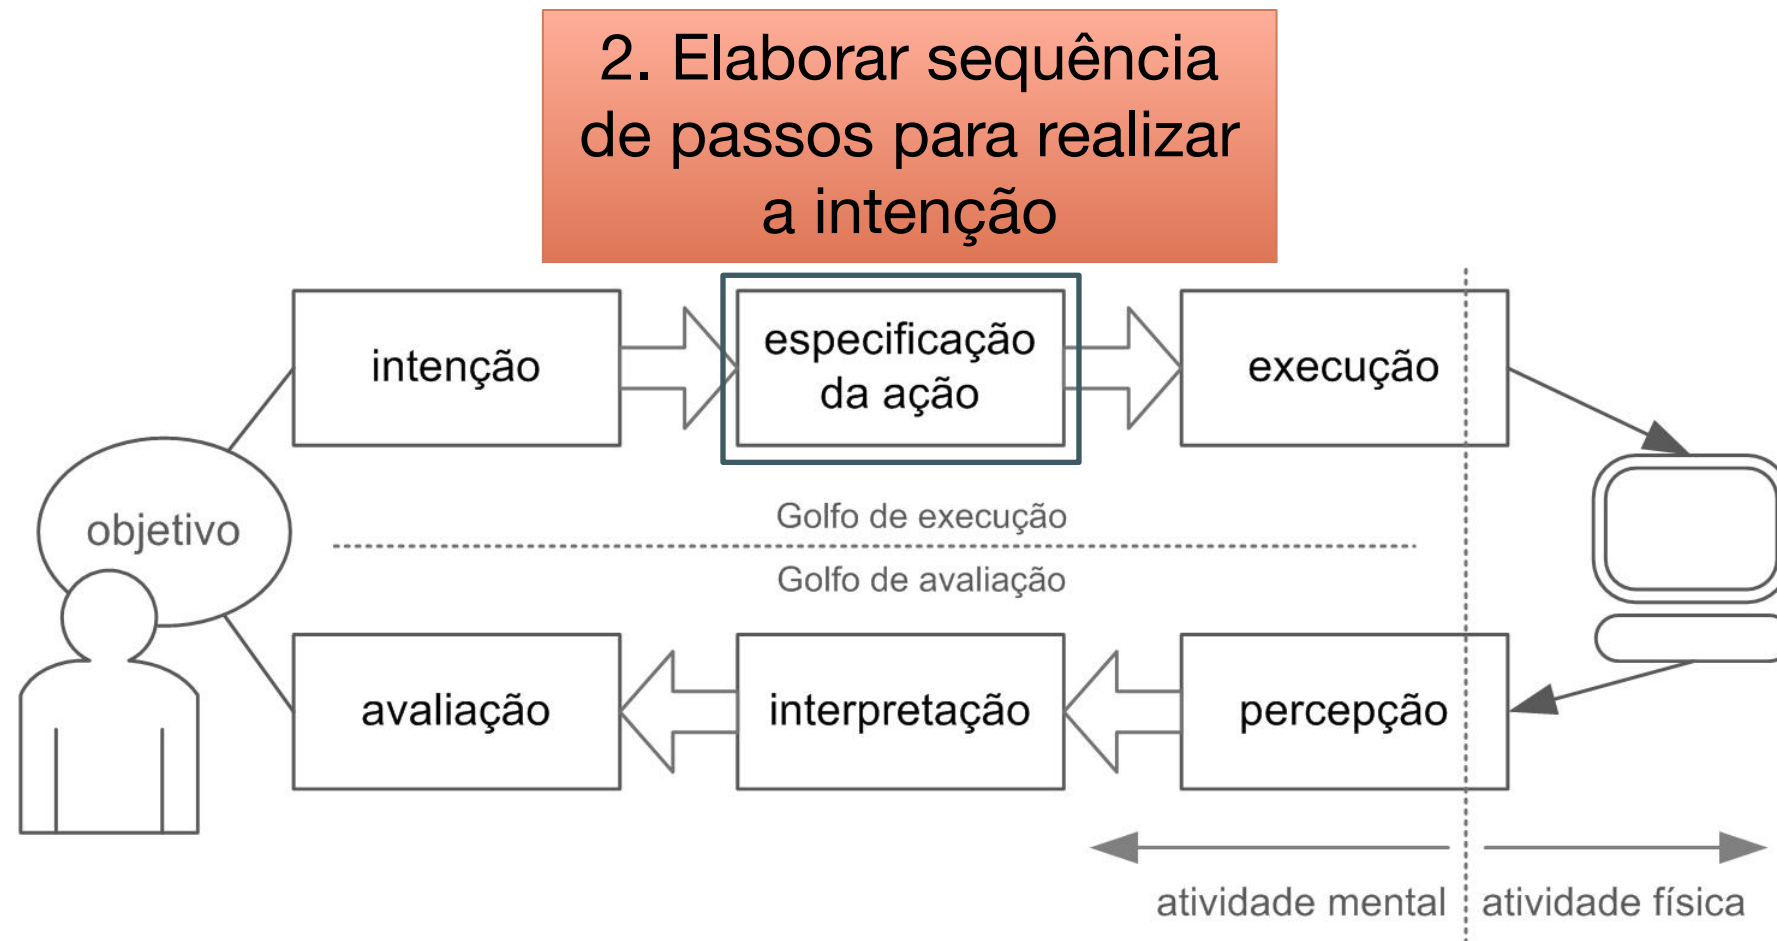 2. Elaborar sequência
de passos para realizar
a intenção
intenção
especificação
da ação
execução
objetivo
Golfo de execução
Golfo de avaliação
avaliação
interpretação
percepção
atividade mental
atividade física